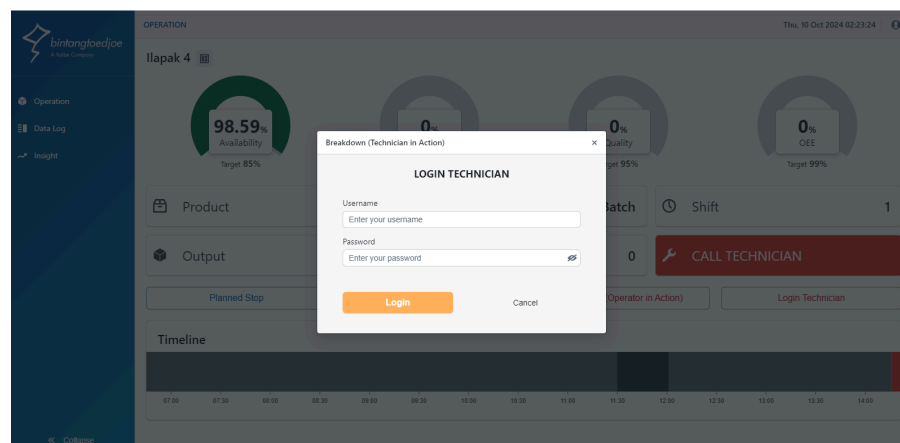 bintangtoedjoe
A Kalbe Company
Operation
Data Log
Insight
Collapse
OPERATION
Thu, 10 Oct 2024 02:23:24
Ilapak 4
98.59%
Availability
Target 85%
0%
0%
Quality
Target 95%
0%
OEE
Target 99%
Breakdown (Technician in Action)
×
LOGIN TECHNICIAN
Username
Enter your username
Password
Enter your password
Login
Cancel
Product
Batch
Shift
1
Output
0
CALL TECHNICIAN
Planned Stop
(Operator in Action)
Login Technician
Timeline
07:00 07:30 08:00 08:30 09:00 09:30 10:00 10:30 11:00 11:30 12:00 12:30 13:00 13:30 14:00